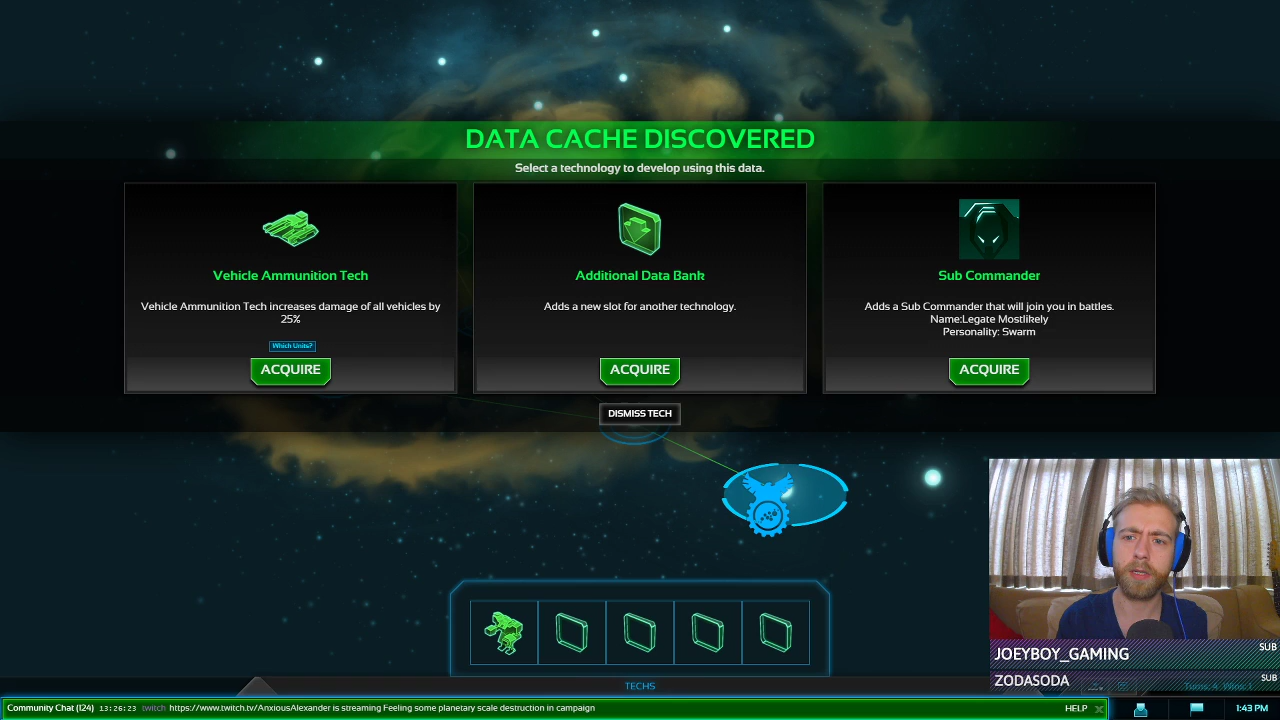 DATA CACHE DISCOVERED
Select a technology to develop using this data.
Vehicle Ammunition Tech
Vehicle Ammunition Tech increases damage of all vehicles by
25%
Which Units?
ACQUIRE
Additional Data Bank
Adds a new slot for another technology.
ACQUIRE
Sub Commander
Adds a Sub Commander that will join you in battles.
Name:Legate Mostlikely
Personality: Swarm
ACQUIRE
DISMISS TECH
JOEYBOY_GAMING
SUB
ZODASODA
SUB
TECHS
Community Chat (124) 13:26:23 twitch https://www.twitch.tv/AnxiousAlexander is streaming Feeling some planetary scale destruction in campaign
HELP
1:43 PM